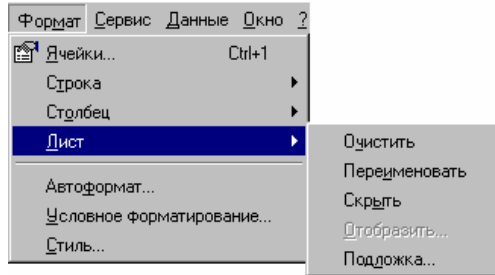 Формат Сервис Данные Окно ?
Ячейки... Ctrl+1
Строка
Столбец
Лист
Автоформат...
Условное форматирование...
Стиль...
Очистить
Переименовать
Скрыть
Отобразить...
Подложка...